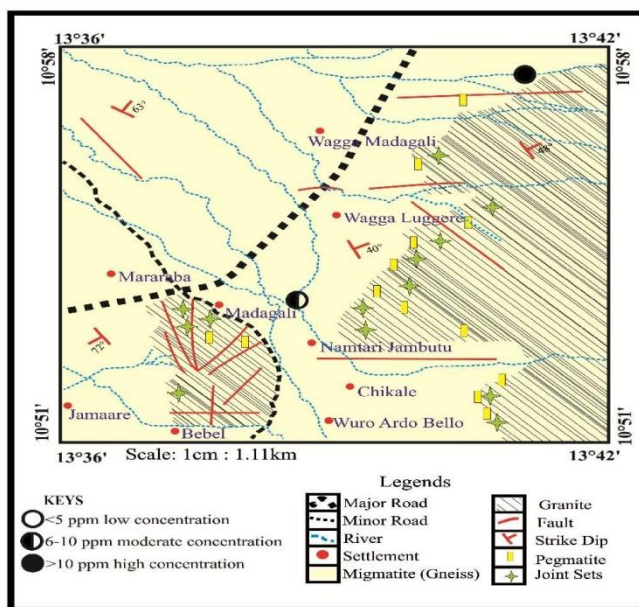 13°36' 13°42'
10°58' 10°58'
63°
48°
Wagga Madagali
Wagga Luggere
40°
Mararaba
Madagali
72°
Namtari Jambutu
Chikale
Jamaare
Wuro Ardo Bello
Bebel
10°51' 10°51'
13°36' 13°42'
Scale: 1cm : 1.11km
KEYS
<5 ppm low concentration
6-10 ppm moderate concentration
>10 ppm high concentration
Legends
Major Road
Minor Road
River
Settlement
Migmatite (Gneiss)
Granite
Fault
Strike Dip
Pegmatite
Joint Sets